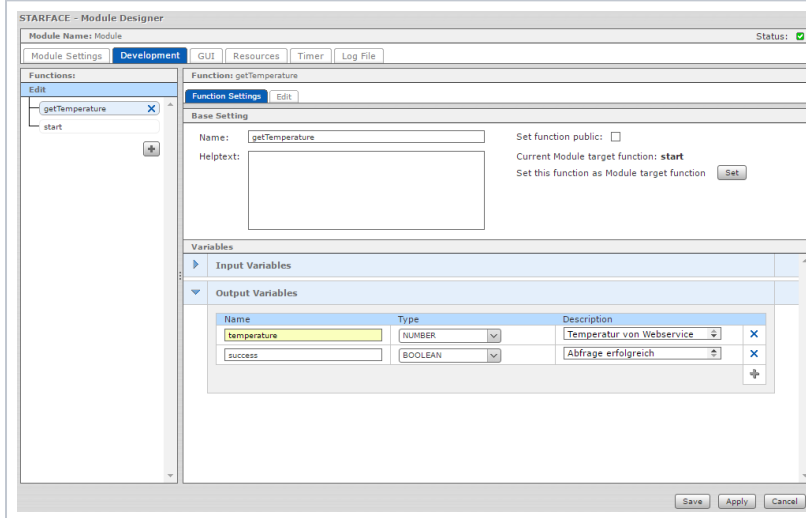 STARFACE - Module Designer
Module Name: Module Status:
Module Settings Development GUI Resources Timer Log File
Functions: Function: getTemperature
Edit Function Settings Edit
getTemperature
start
Base Setting
Name: getTemperature Set function public:
Helptext: Current Module target function: start
Set this function as Module target function Set
Variables
Input Variables
Output Variables
Name Type Description
temperature NUMBER Temperatur von Webservice
success BOOLEAN Abfrage erfolgreich
Save Apply Cancel